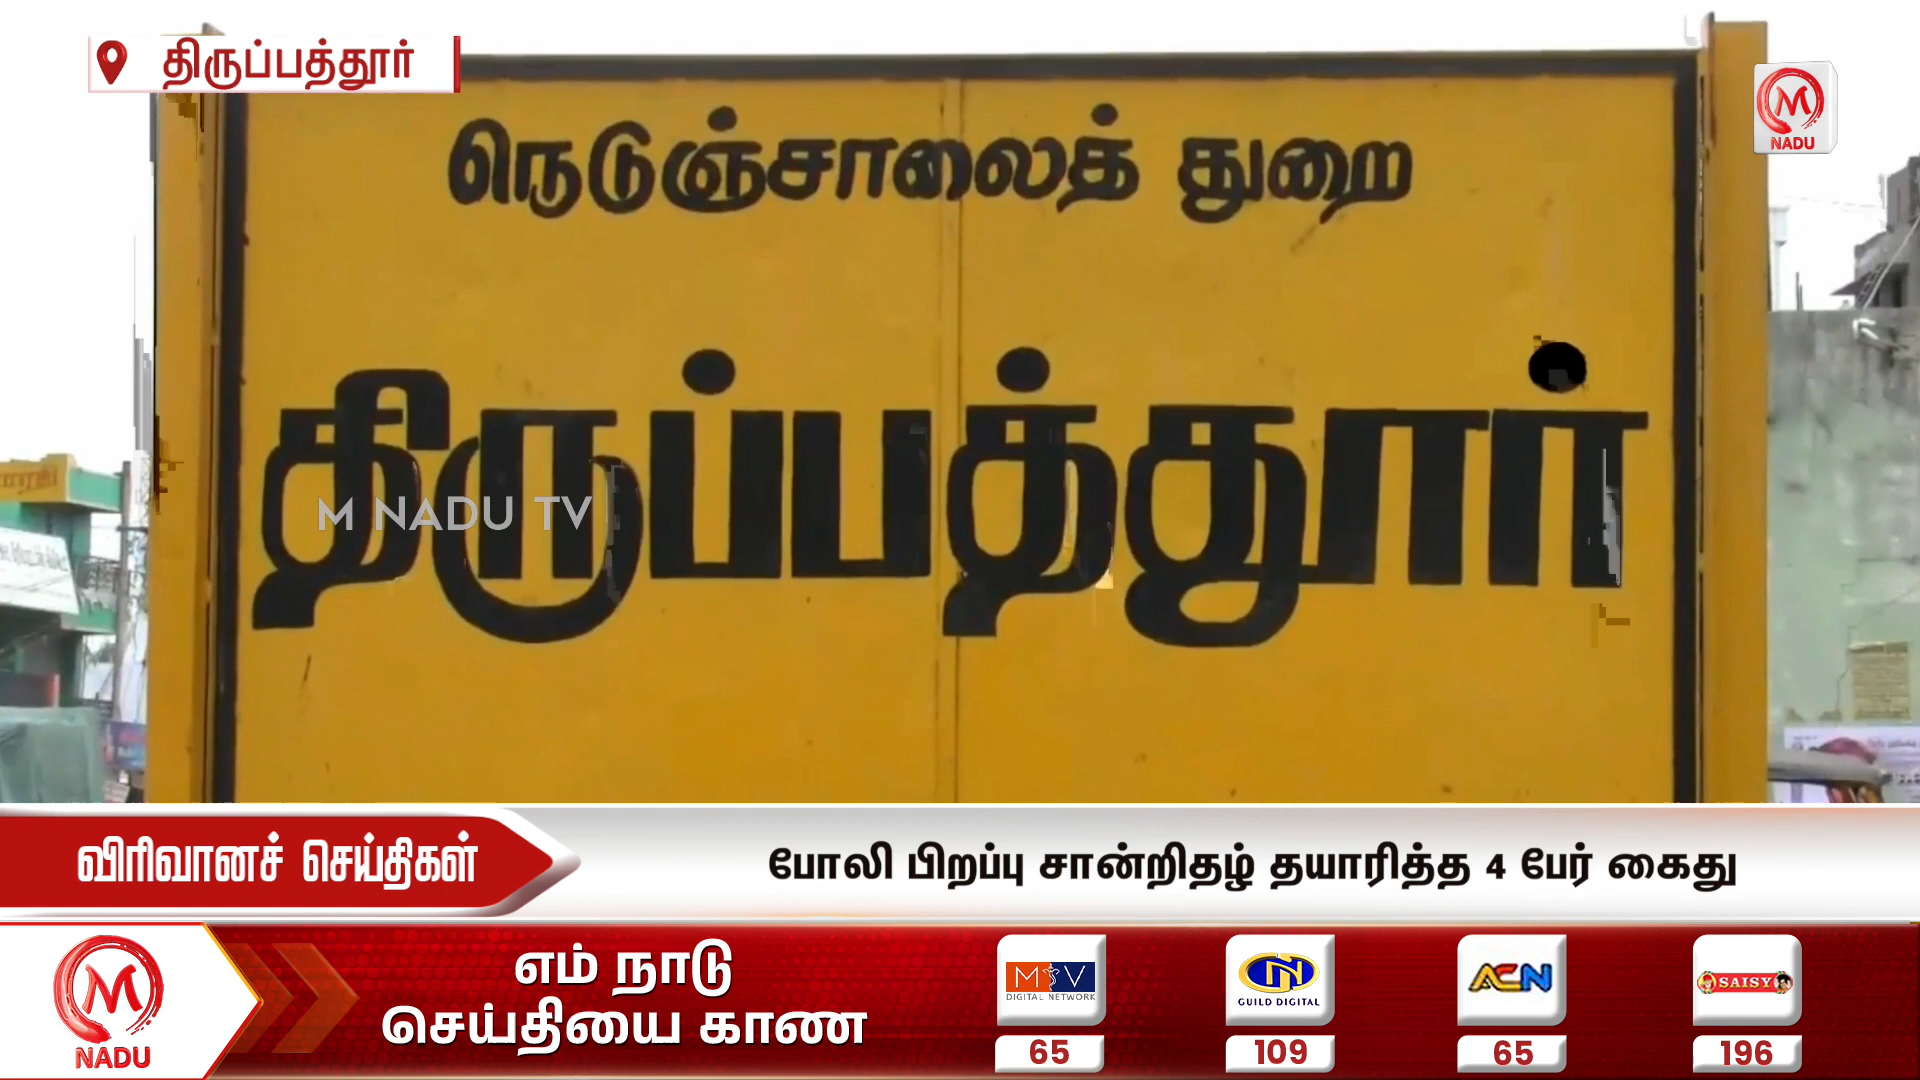 திருப்பத்தூர்
M
NADU
நெடுஞ்சாலைத் துறை
திருப்பத்தூர்
M NADU TV
விரிவானச் செய்திகள்
போலி பிறப்பு சான்றிதழ் தயாரித்த 4 பேர் கைது
M
NADU
எம் நாடு
செய்தியை காண
MV
DIGITAL NETWORK
65
GUILD DIGITAL
109
ACN
65
SAISY
196